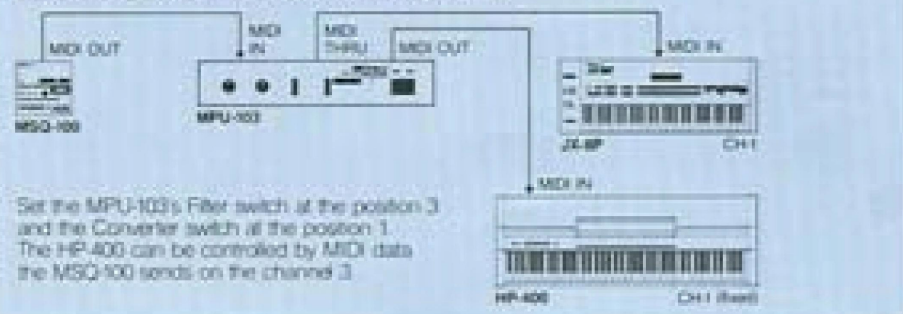 MIDI OUT
MIDI IN
MIDI THRU
MIDI OUT
MIDI IN
MSQ-100
MPU-103
JX-8P
CH-1
MIDI IN
Set the MPU-103's Filter switch at the position 3
and the Converter switch at the position 1.
The HP-400 can be controlled by MIDI data
the MSQ-100 sends on the channel 3.
HP-400
CH-1 (fixed)